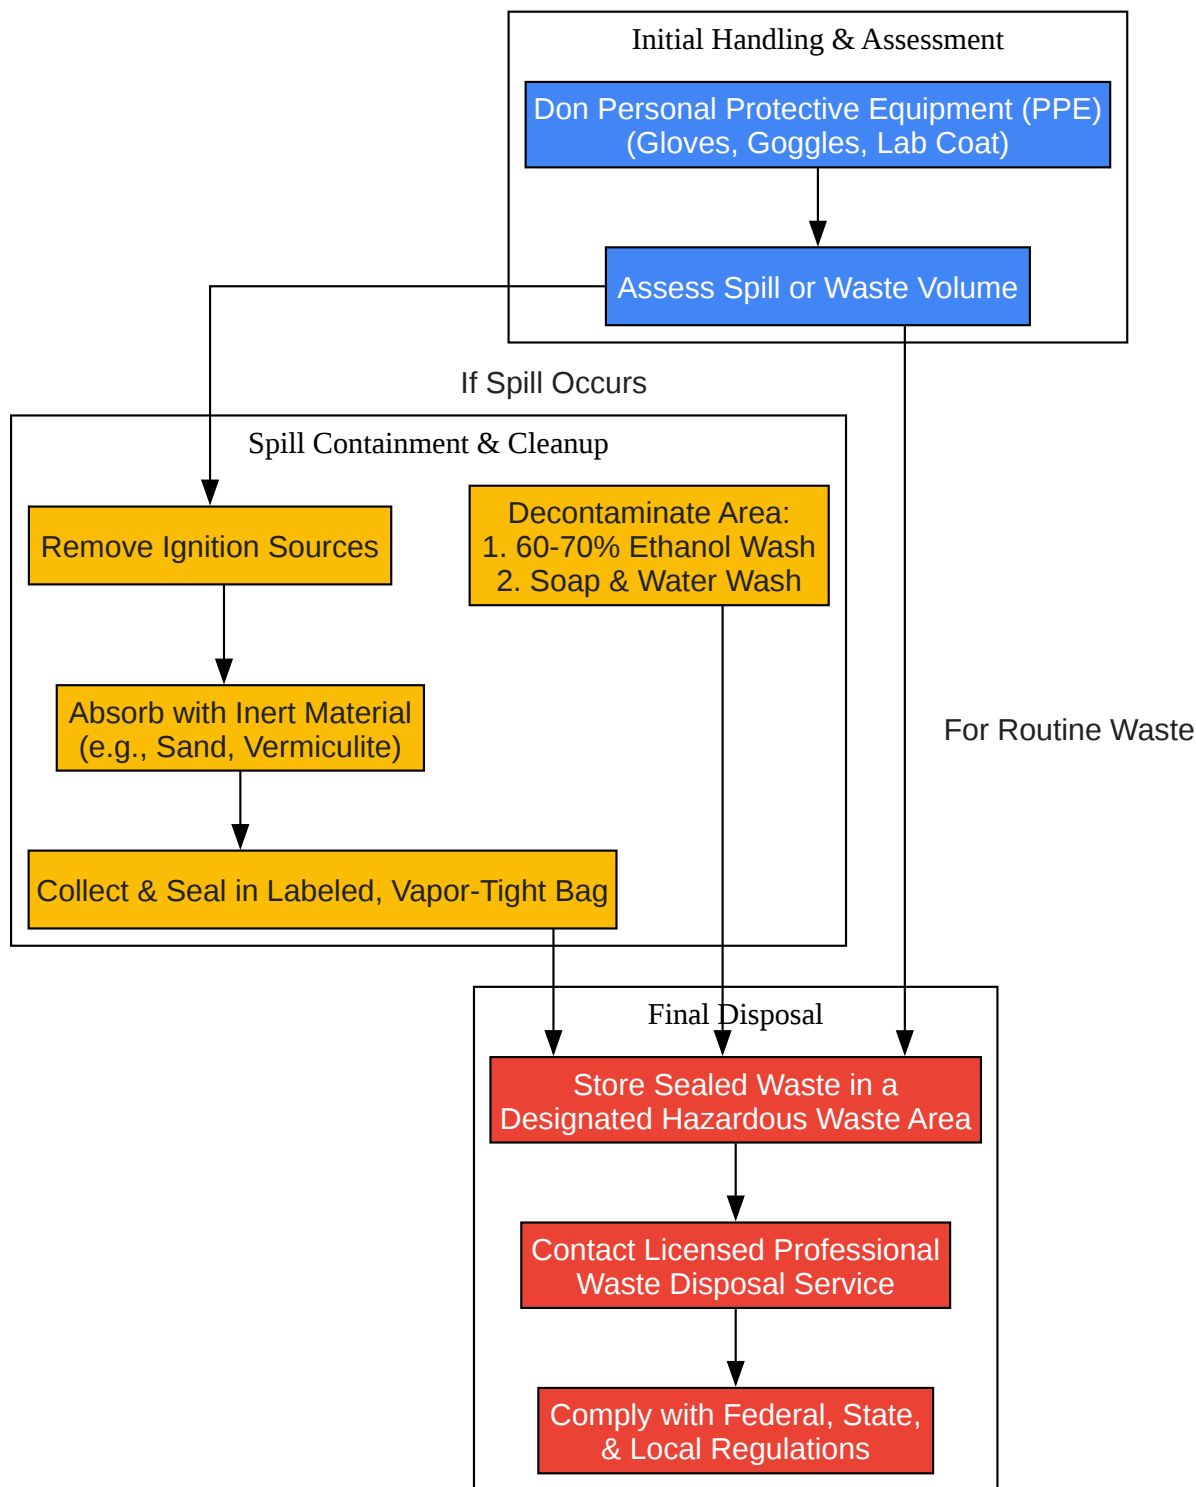 Initial Handling & Assessment
Don Personal Protective Equipment (PPE)
(Gloves, Goggles, Lab Coat)
Assess Spill or Waste Volume
If Spill Occurs
Spill Containment & Cleanup
Remove Ignition Sources
Decontaminate Area:
1. 60-70% Ethanol Wash
2. Soap & Water Wash
Absorb with Inert Material
(e.g., Sand, Vermiculite)
For Routine Waste
Collect & Seal in Labeled, Vapor-Tight Bag
Final Disposal
Store Sealed Waste in a
Designated Hazardous Waste Area
Contact Licensed Professional
Waste Disposal Service
Comply with Federal, State,
& Local Regulations